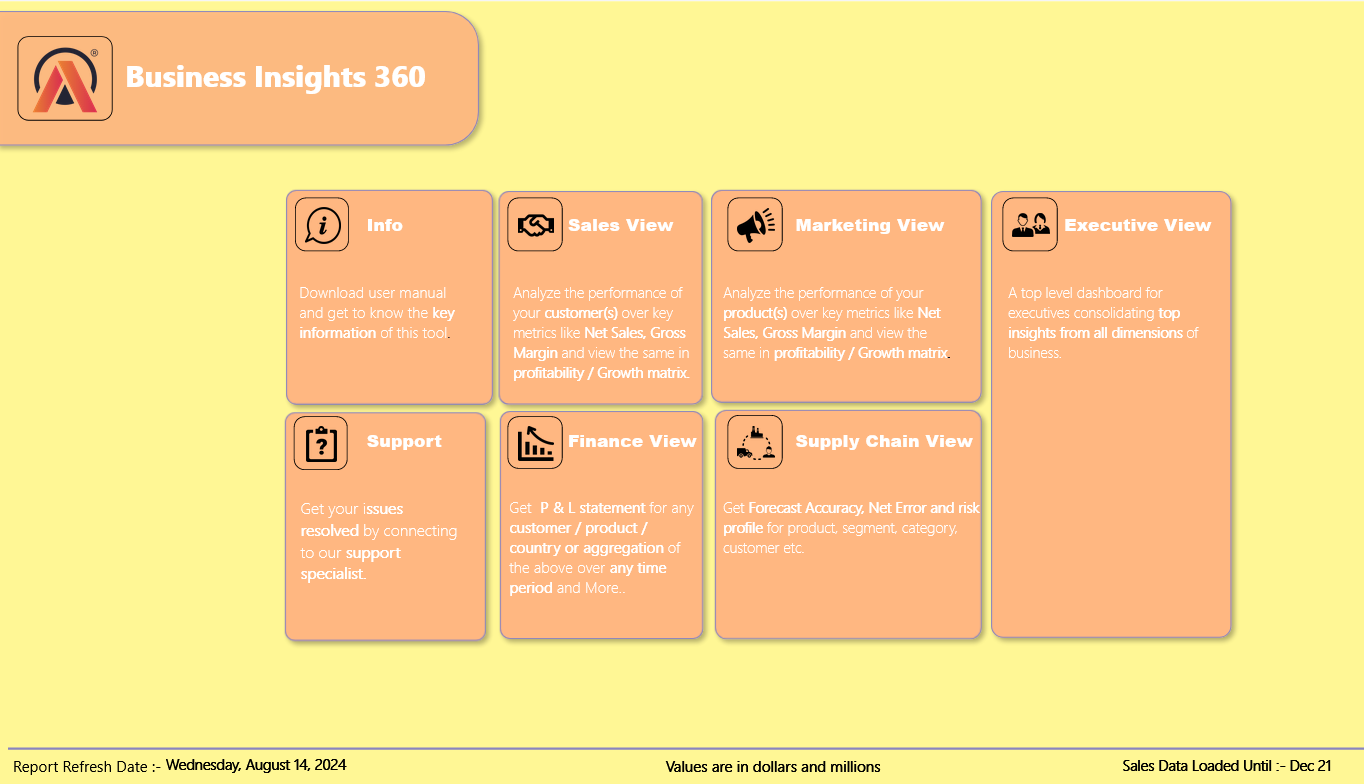 ®
Business Insights 360
Info
Download user manual
and get to know the key
information of this tool.
Sales View
Analyze the performance of
your customer(s) over key
metrics like Net Sales, Gross
Margin and view the same in
profitability / Growth matrix.
Marketing View
Analyze the performance of your
product(s) over key metrics like Net
Sales, Gross Margin and view the
same in profitability / Growth matrix.
Executive View
A top level dashboard for
executives consolidating top
insights from all dimensions of
business.
Support
Get your issues
resolved by connecting
to our support
specialist.
Finance View
Get P & L statement for any
customer / product /
country or aggregation of
the above over any time
period and More..
Supply Chain View
Get Forecast Accuracy, Net Error and risk
profile for product, segment, category,
customer etc.
Report Refresh Date :- Wednesday, August 14, 2024
Values are in dollars and millions
Sales Data Loaded Until :- Dec 21